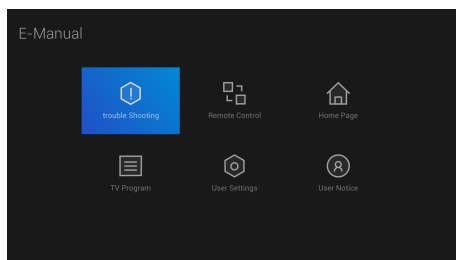 E-Manual
trouble Shooting
Remote Control
Home Page
TV Program
User Settings
User Notice